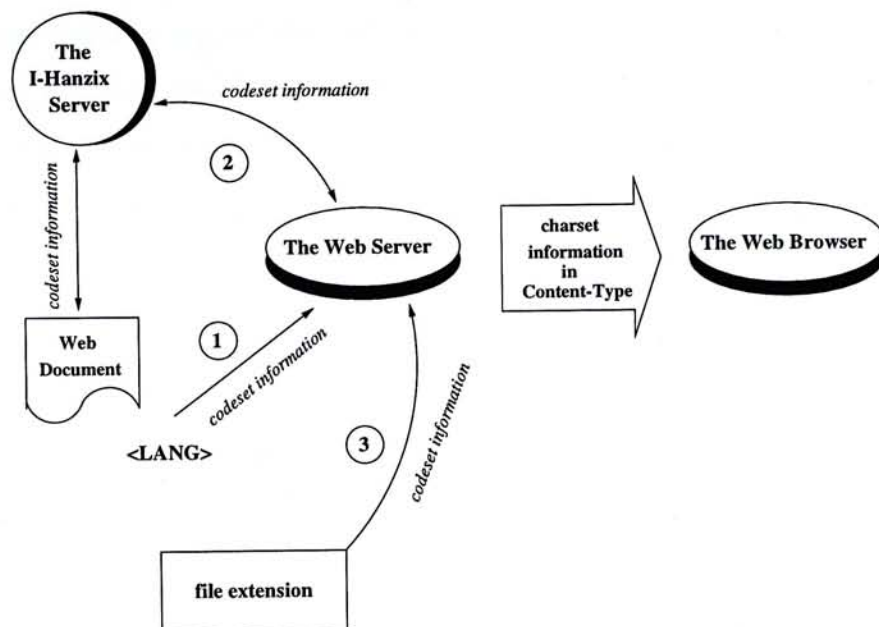 The
I-Hanzix
Server
codeset information
2
codeset information
The Web Server
charset
information
in
Content-Type
The Web Browser
Web
Document
1
codeset information
<LANG>
3
codeset information
file extension